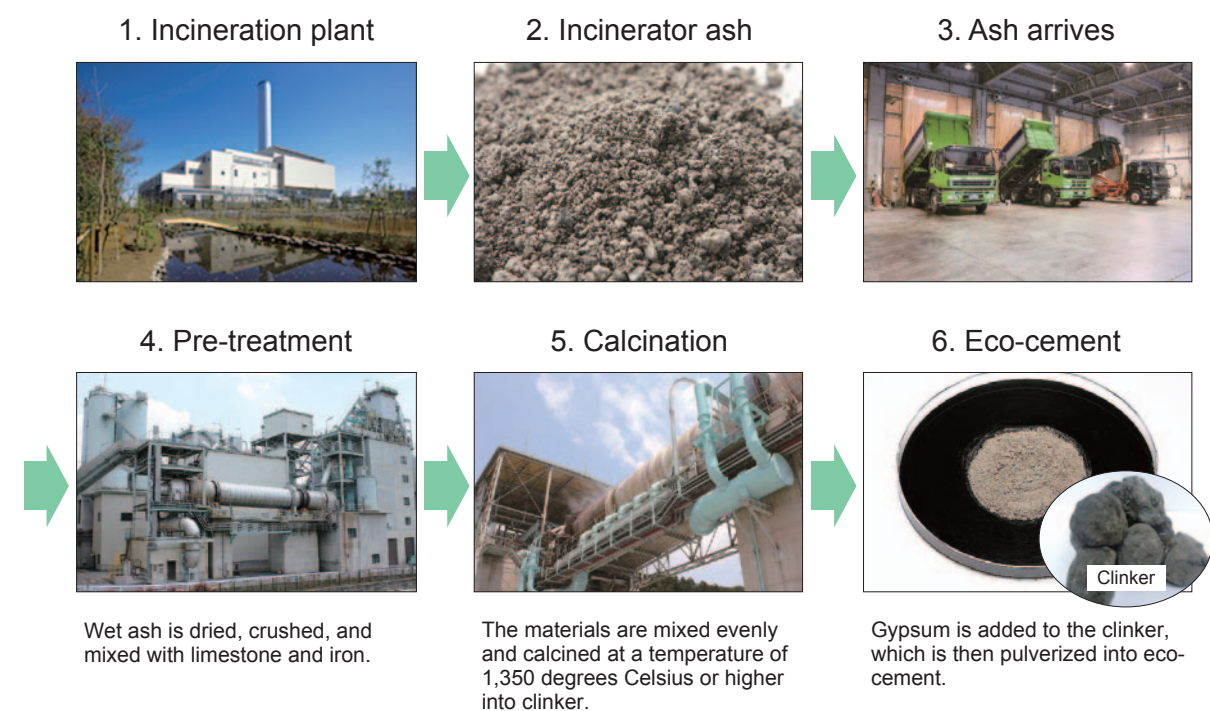 1. Incineration plant
2. Incinerator ash
3. Ash arrives
4. Pre-treatment
5. Calcination
6. Eco-cement
Clinker
Wet ash is dried, crushed, and
mixed with limestone and iron.
The materials are mixed evenly
and calcined at a temperature of
1,350 degrees Celsius or higher
into clinker.
Gypsum is added to the clinker,
which is then pulverized into eco-
cement.